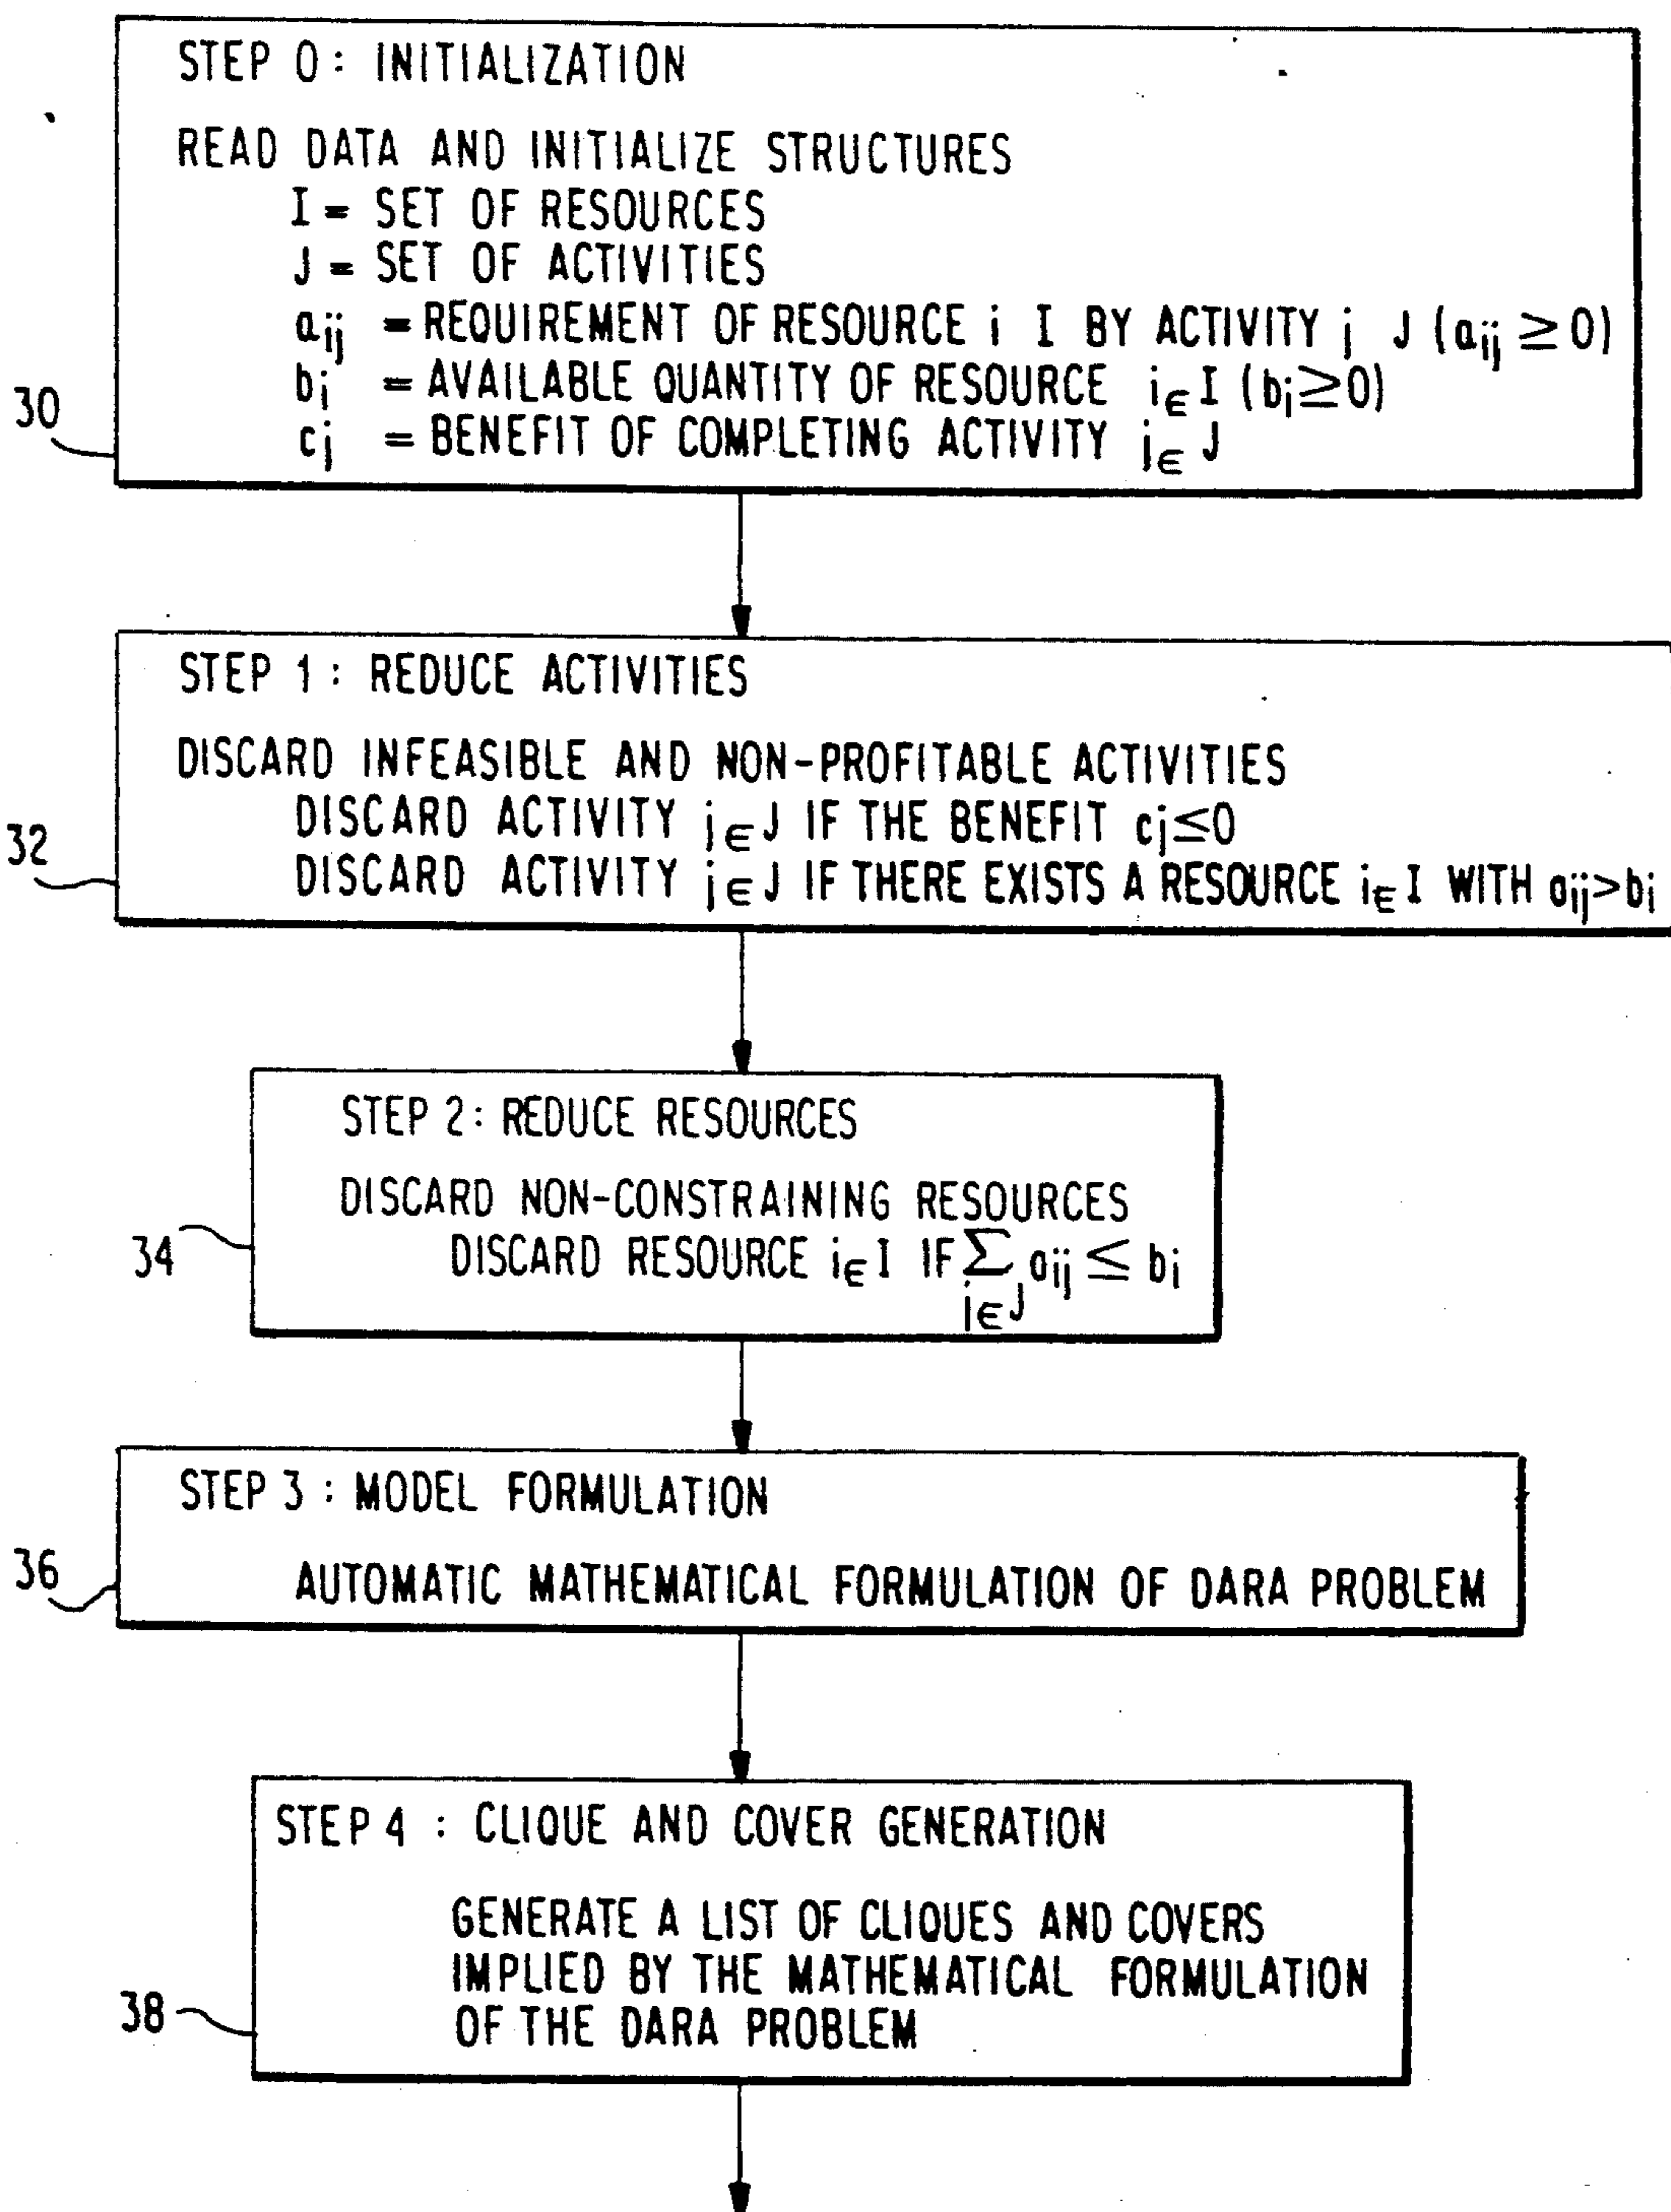 STEP 0 : INITIALIZATION
READ DATA AND INITIALIZE STRUCTURES
I = SET OF RESOURCES
J = SET OF ACTIVITIES
aij = REQUIREMENT OF RESOURCE i I BY ACTIVITY j J (aij ≥ 0)
bi = AVAILABLE QUANTITY OF RESOURCE i∈I (bi ≥ 0)
cj = BENEFIT OF COMPLETING ACTIVITY j∈J
30
STEP 1 : REDUCE ACTIVITIES
DISCARD INFEASIBLE AND NON-PROFITABLE ACTIVITIES
DISCARD ACTIVITY j∈J IF THE BENEFIT cj≤0
DISCARD ACTIVITY j∈J IF THERE EXISTS A RESOURCE i∈I WITH aij>bi
32
STEP 2 : REDUCE RESOURCES
DISCARD NON-CONSTRAINING RESOURCES
DISCARD RESOURCE i∈I IF ∑ aij ≤ bi
j∈J
34
STEP 3 : MODEL FORMULATION
AUTOMATIC MATHEMATICAL FORMULATION OF DARA PROBLEM
36
STEP 4 : CLIQUE AND COVER GENERATION
GENERATE A LIST OF CLIQUES AND COVERS
IMPLIED BY THE MATHEMATICAL FORMULATION
OF THE DARA PROBLEM
38